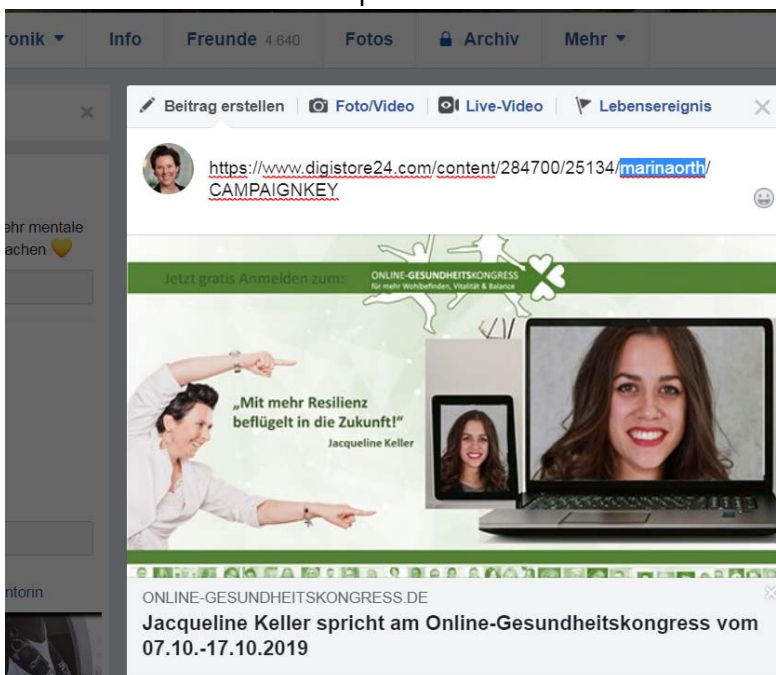 ronik Info Freunde 4.640 Fotos Archiv Mehr
Beitrag erstellen Foto/Video Live-Video Lebensereignis
https://www.digistore24.com/content/284700/25134/marinaorth/
CAMPAIGNKEY
ehr mentale
achen
Jetzt gratis Anmelden zum: ONLINE-GESUNDHEITSKONGRESS
für mehr Wohlbefinden, Vitalität & Balance
„Mit mehr Resilienz
beflügelt in die Zukunft!"
Jacqueline Keller
ntorin
ONLINE-GESUNDHEITSKONGRESS.DE
Jacqueline Keller spricht am Online-Gesundheitskongress vom
07.10.-17.10.2019